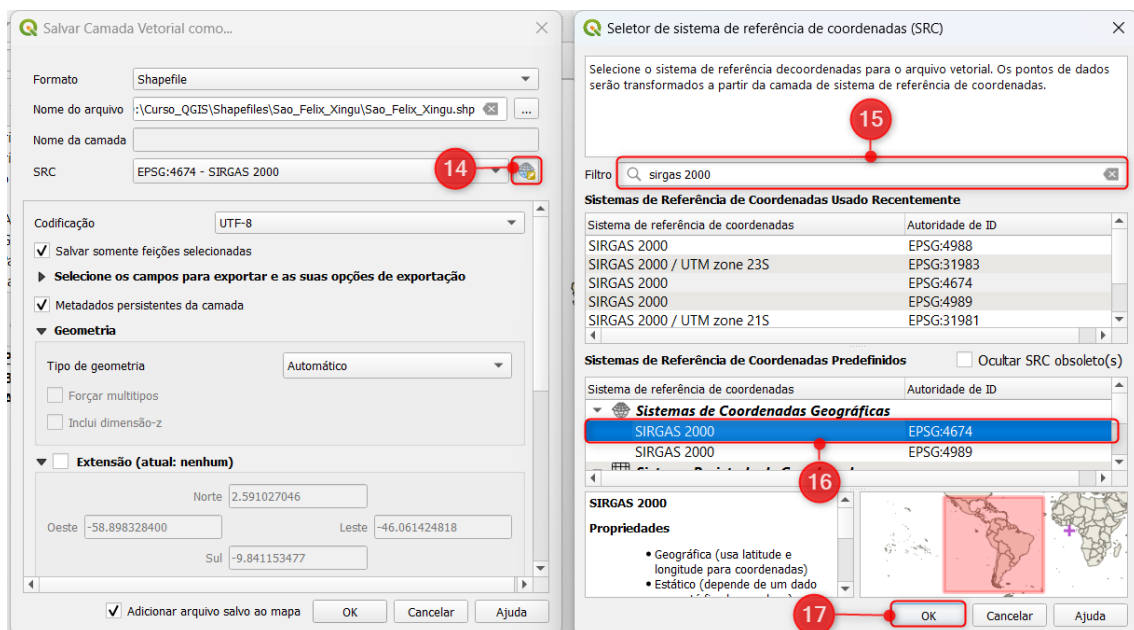 Salvar Camada Vetorial como...
Formato Shapefile
Nome do arquivo :\Curso_QGIS\Shapefiles\Sao_Felix_Xingu\Sao_Felix_Xingu.shp ...
Nome da camada
SRC EPSG:4674 - SIRGAS 2000 14
Codificação UTF-8
Salvar somente feições selecionadas
Selecione os campos para exportar e as suas opções de exportação
Metadados persistentes da camada
Geometria
Tipo de geometria Automático
Forçar multitipos
Inclui dimensão-z
Extensão (atual: nenhum)
Norte 2.591027046
Oeste -58.898328400 Leste -46.061424818
Sul -9.841153477
Adicionar arquivo salvo ao mapa OK Cancelar Ajuda
Seletor de sistema de referência de coordenadas (SRC)
Selecione o sistema de referência decoordenadas para o arquivo vetorial. Os pontos de dados
serão transformados a partir da camada de sistema de referência de coordenadas.
15
Filtro sirgas 2000
Sistemas de Referência de Coordenadas Usado Recentemente
Sistema de referência de coordenadas Autoridade de ID
SIRGAS 2000 EPSG:4988
SIRGAS 2000 / UTM zone 23S EPSG:31983
SIRGAS 2000 EPSG:4674
SIRGAS 2000 EPSG:4989
SIRGAS 2000 / UTM zone 21S EPSG:31981
Sistemas de Referência de Coordenadas Predefinidos Ocultar SRC obsoleto(s)
Sistema de referência de coordenadas Autoridade de ID
Sistemas de Coordenadas Geográficas
SIRGAS 2000 EPSG:4674
SIRGAS 2000 EPSG:4989
16
SIRGAS 2000
Propriedades
• Geográfica (usa latitude e
longitude para coordenadas)
• Estático (depende de um dado
17 OK Cancelar Ajuda